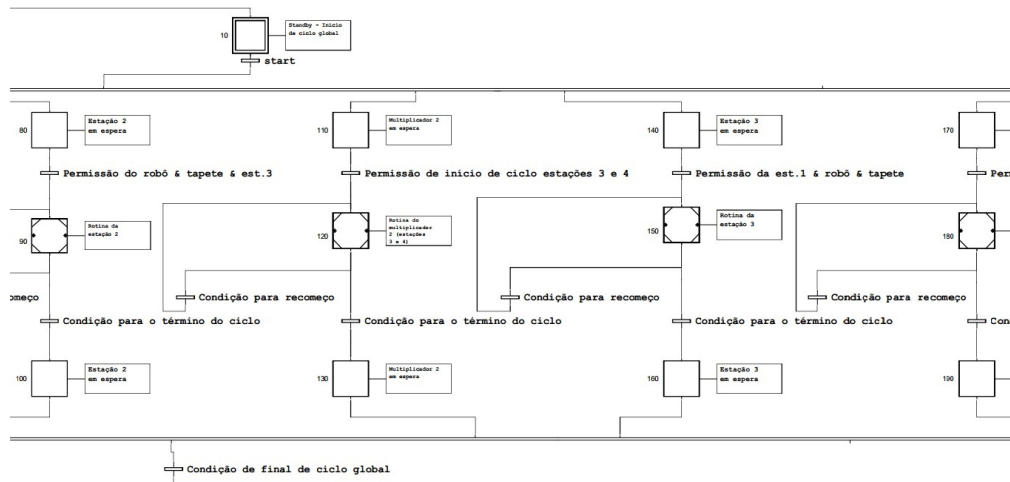 10
Standby - Início
de ciclo global
start
80
Estação 2
em espera
110
Multiplicador 2
em espera
140
Estação 3
em espera
170
Permissão do robô & tapete & est.3
Permissão de início de ciclo estações 3 e 4
Permissão da est.1 & robô & tapete
Per
90
Rotina da
estação 2
120
Rotina do
multiplicador
2 (estações
3 e 4)
150
Rotina da
estação 3
180
omeço
Condição para recomeço
Condição para recomeço
Condição para recomeço
Condição para o término do ciclo
Condição para o término do ciclo
Condição para o término do ciclo
Con
100
Estação 2
em espera
130
Multiplicador 2
em espera
160
Estação 3
em espera
190
Condição de final de ciclo global